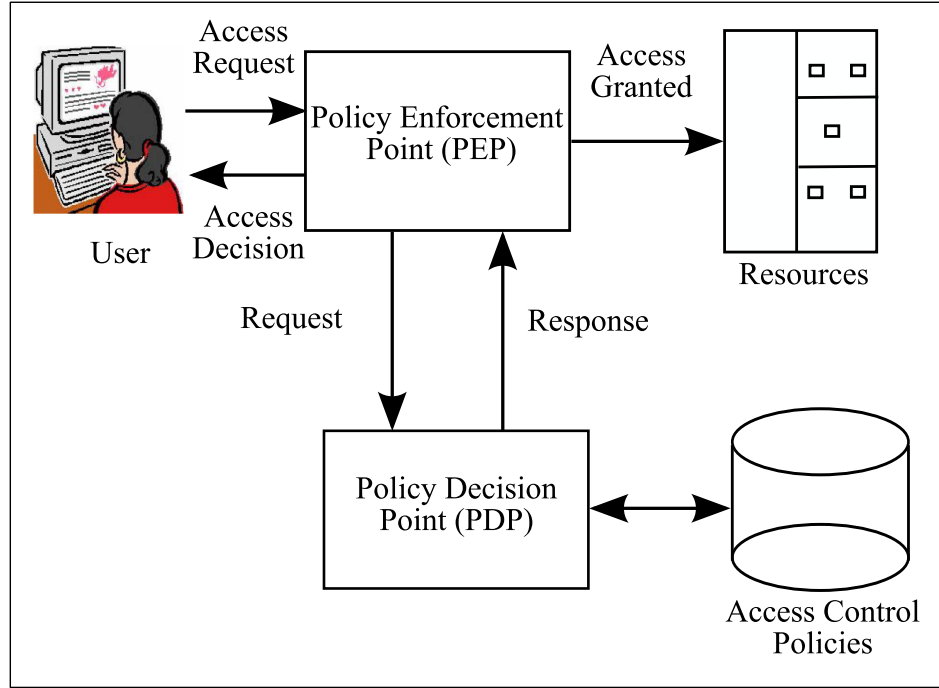 Access
Request
Policy Enforcement
Point (PEP)
Access
Granted
Access
Decision
User
Resources
Request
Response
Policy Decision
Point (PDP)
Access Control
Policies